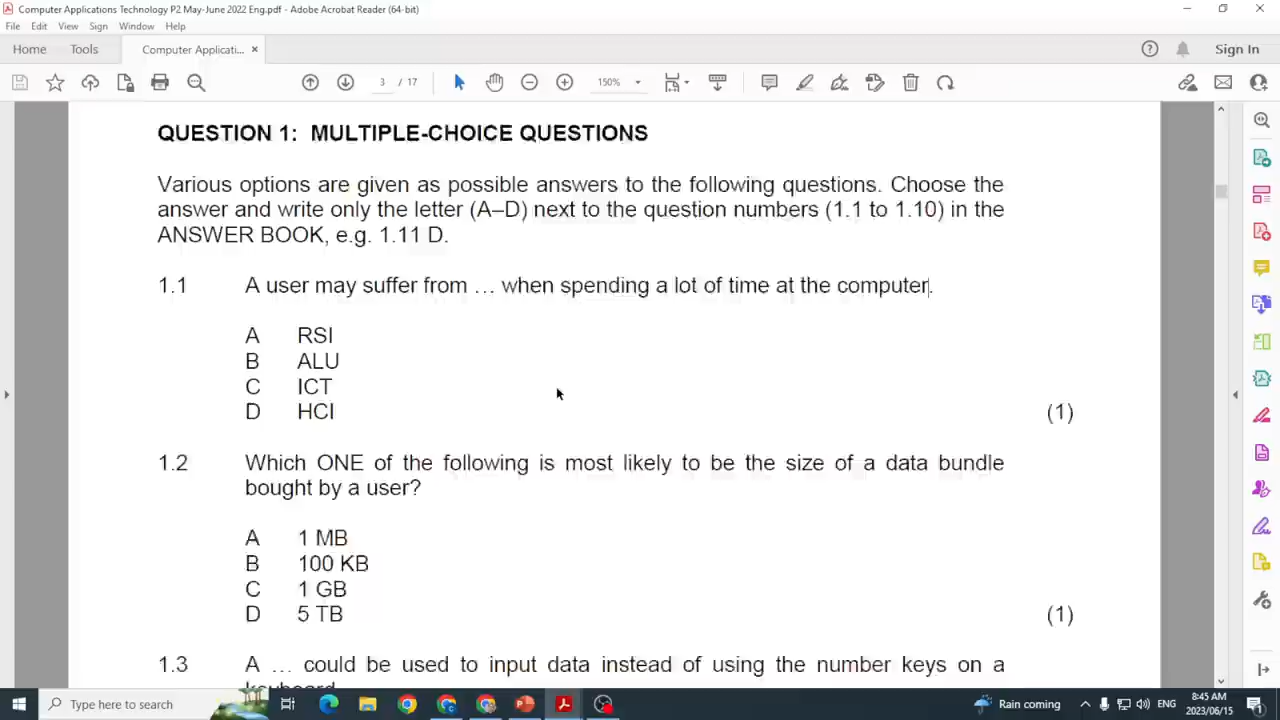 Computer Applications Technology P2 May-June 2022 Eng.pdf - Adobe Acrobat Reader (64-bit)
File Edit View Sign Window Help
Home Tools Computer Applicati... × Sign In
3 / 17 150%
QUESTION 1: MULTIPLE-CHOICE QUESTIONS
Various options are given as possible answers to the following questions. Choose the
answer and write only the letter (A–D) next to the question numbers (1.1 to 1.10) in the
ANSWER BOOK, e.g. 1.11 D.
1.1 A user may suffer from … when spending a lot of time at the computer.
A RSI
B ALU
C ICT
D HCI (1)
1.2 Which ONE of the following is most likely to be the size of a data bundle
bought by a user?
A 1 MB
B 100 KB
C 1 GB
D 5 TB (1)
1.3 A … could be used to input data instead of using the number keys on a
keyboard
Type here to search Rain coming ENG 8:45 AM
2023/06/15